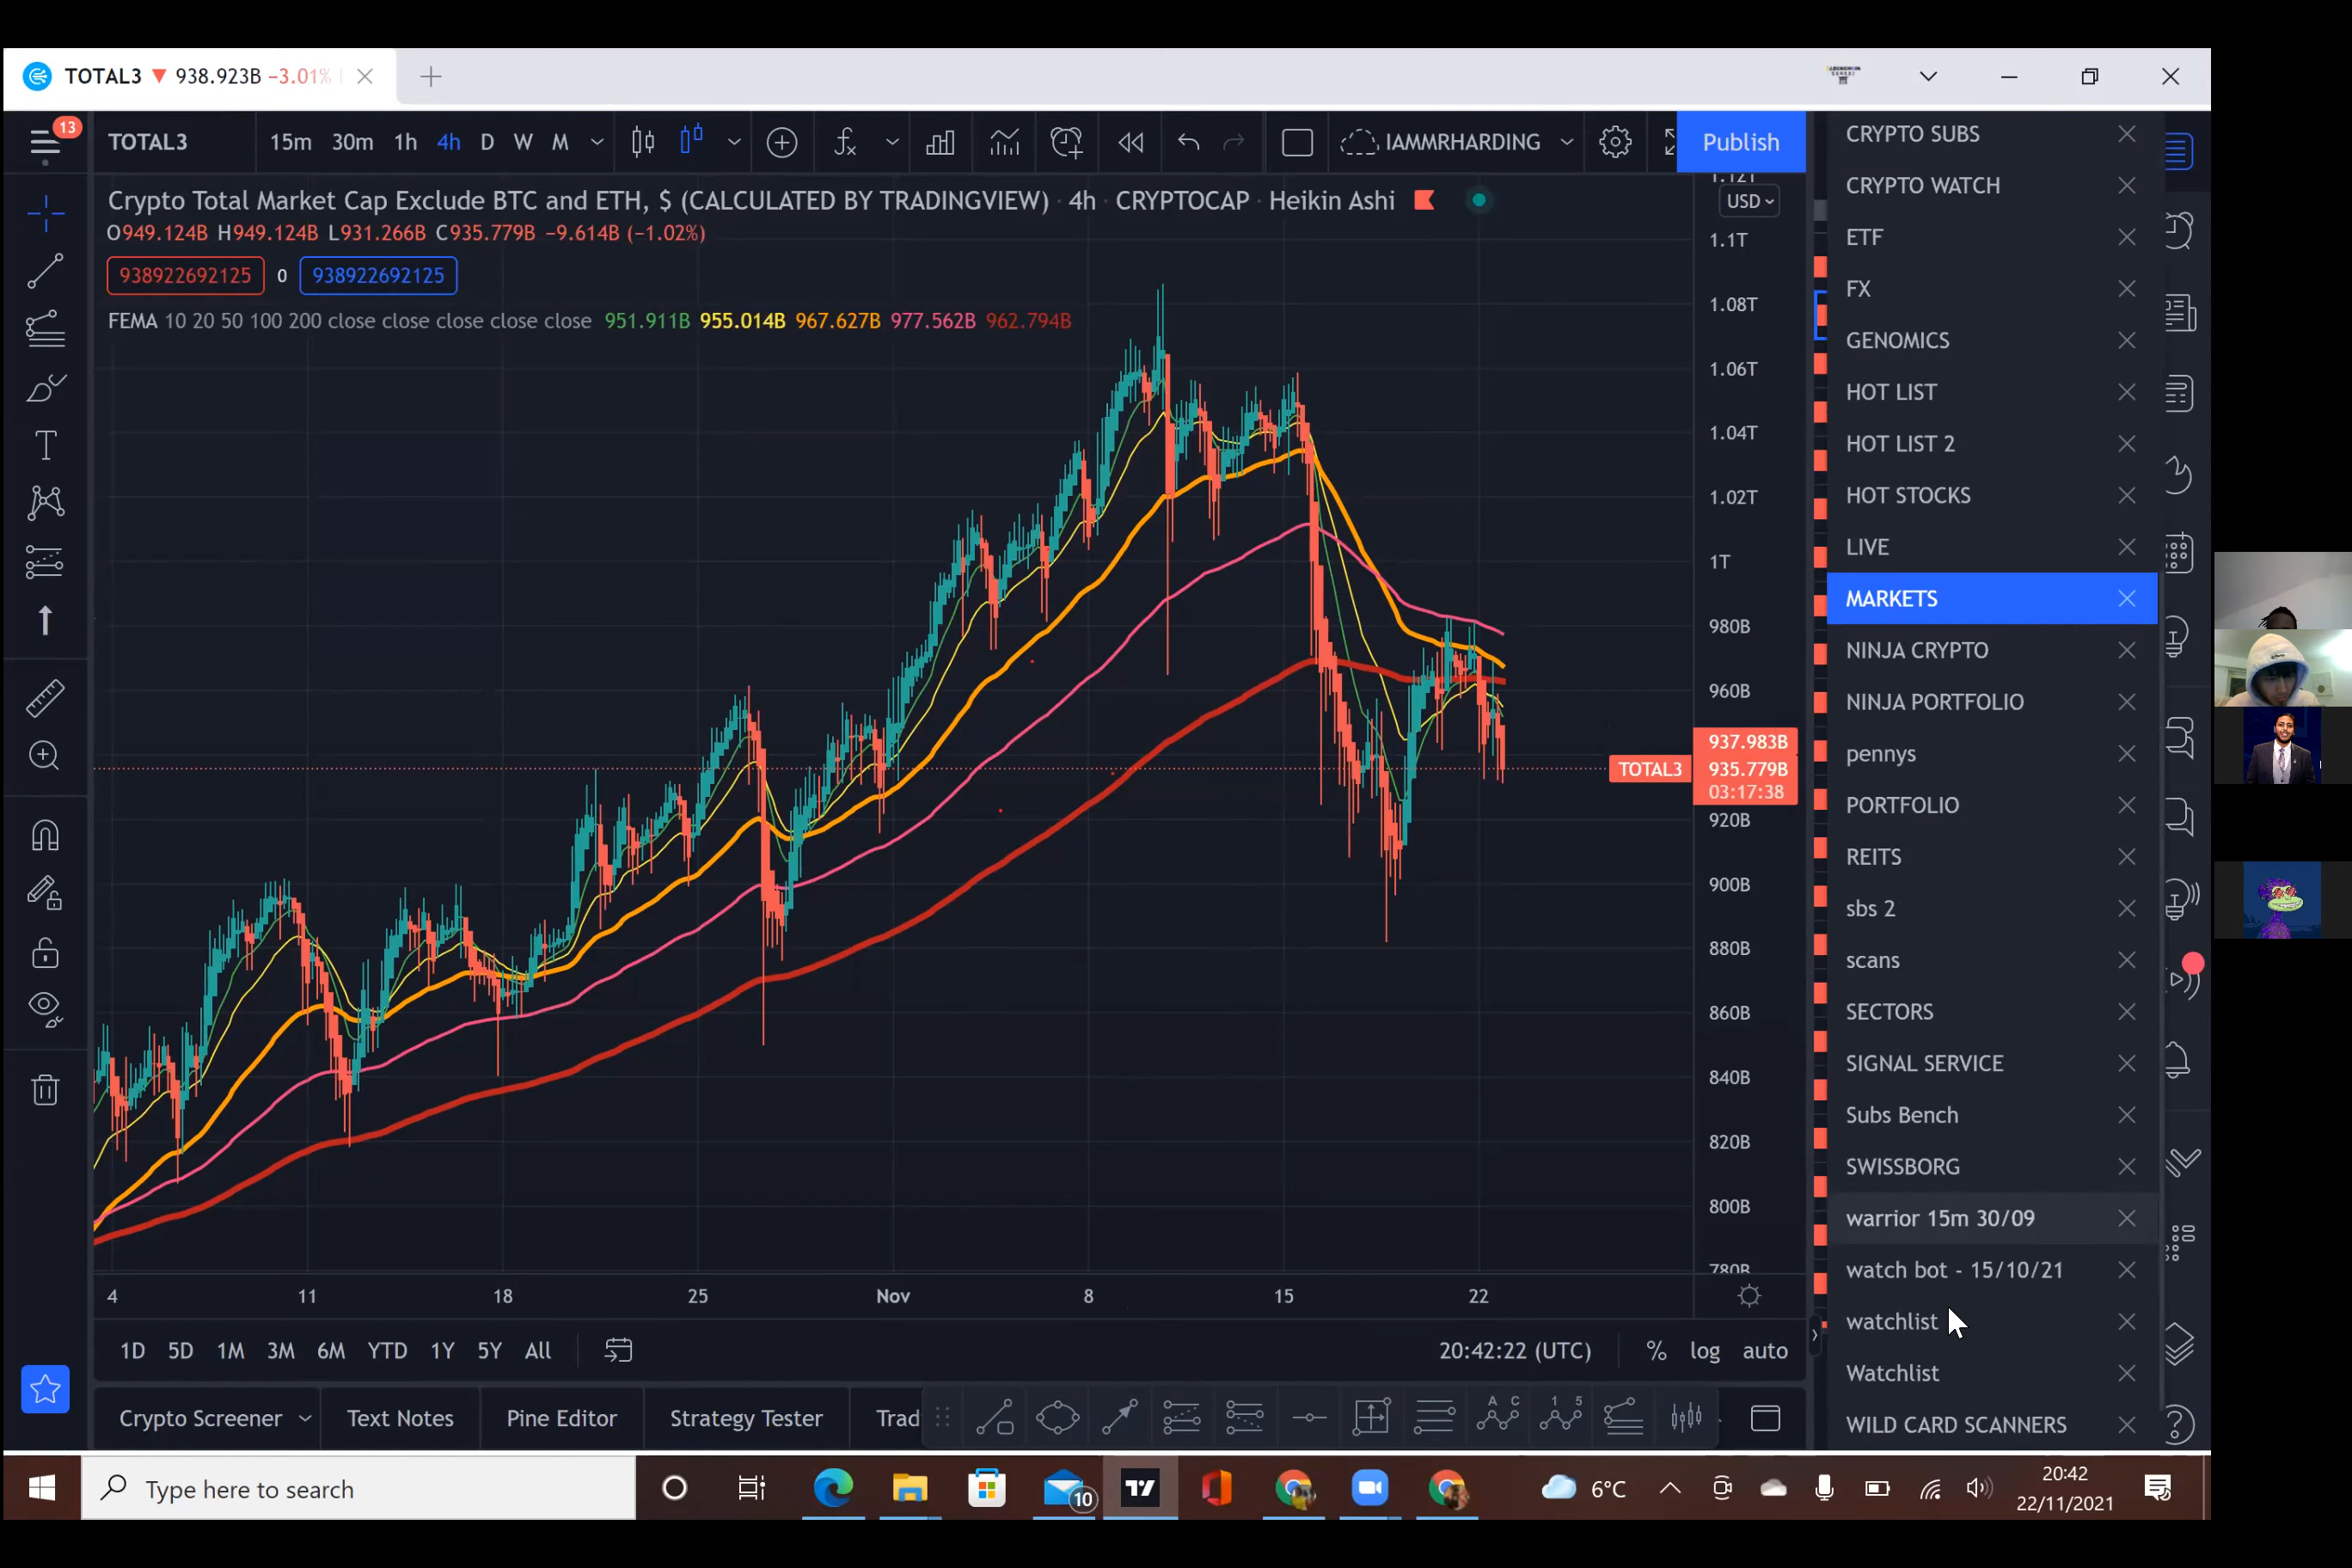 TOTAL3 ▼ 938.923B −3.01%
13
TOTAL3 15m 30m 1h 4h D W M IAMMRHARDING Publish
Crypto Total Market Cap Exclude BTC and ETH, $ (CALCULATED BY TRADINGVIEW) · 4h · CRYPTOCAP · Heikin Ashi
O949.124B H949.124B L931.266B C935.779B −9.614B (−1.02%)
938922692125 0 938922692125
FEMA 10 20 50 100 200 close close close close close 951.911B 955.014B 967.627B 977.562B 962.794B
1.12T
USD
1.1T
1.08T
1.06T
1.04T
1.02T
1T
980B
960B
937.983B
TOTAL3 935.779B
03:17:38
920B
900B
880B
860B
840B
820B
800B
780B
4 11 18 25 Nov 8 15 22
1D 5D 1M 3M 6M YTD 1Y 5Y All 20:42:22 (UTC) % log auto
Crypto Screener Text Notes Pine Editor Strategy Tester Trad
A C 1 5
CRYPTO SUBS
CRYPTO WATCH
ETF
FX
GENOMICS
HOT LIST
HOT LIST 2
HOT STOCKS
LIVE
MARKETS
NINJA CRYPTO
NINJA PORTFOLIO
pennys
PORTFOLIO
REITS
sbs 2
scans
SECTORS
SIGNAL SERVICE
Subs Bench
SWISSBORG
warrior 15m 30/09
watch bot - 15/10/21
watchlist
Watchlist
WILD CARD SCANNERS
Type here to search
10
6°C
20:42
22/11/2021